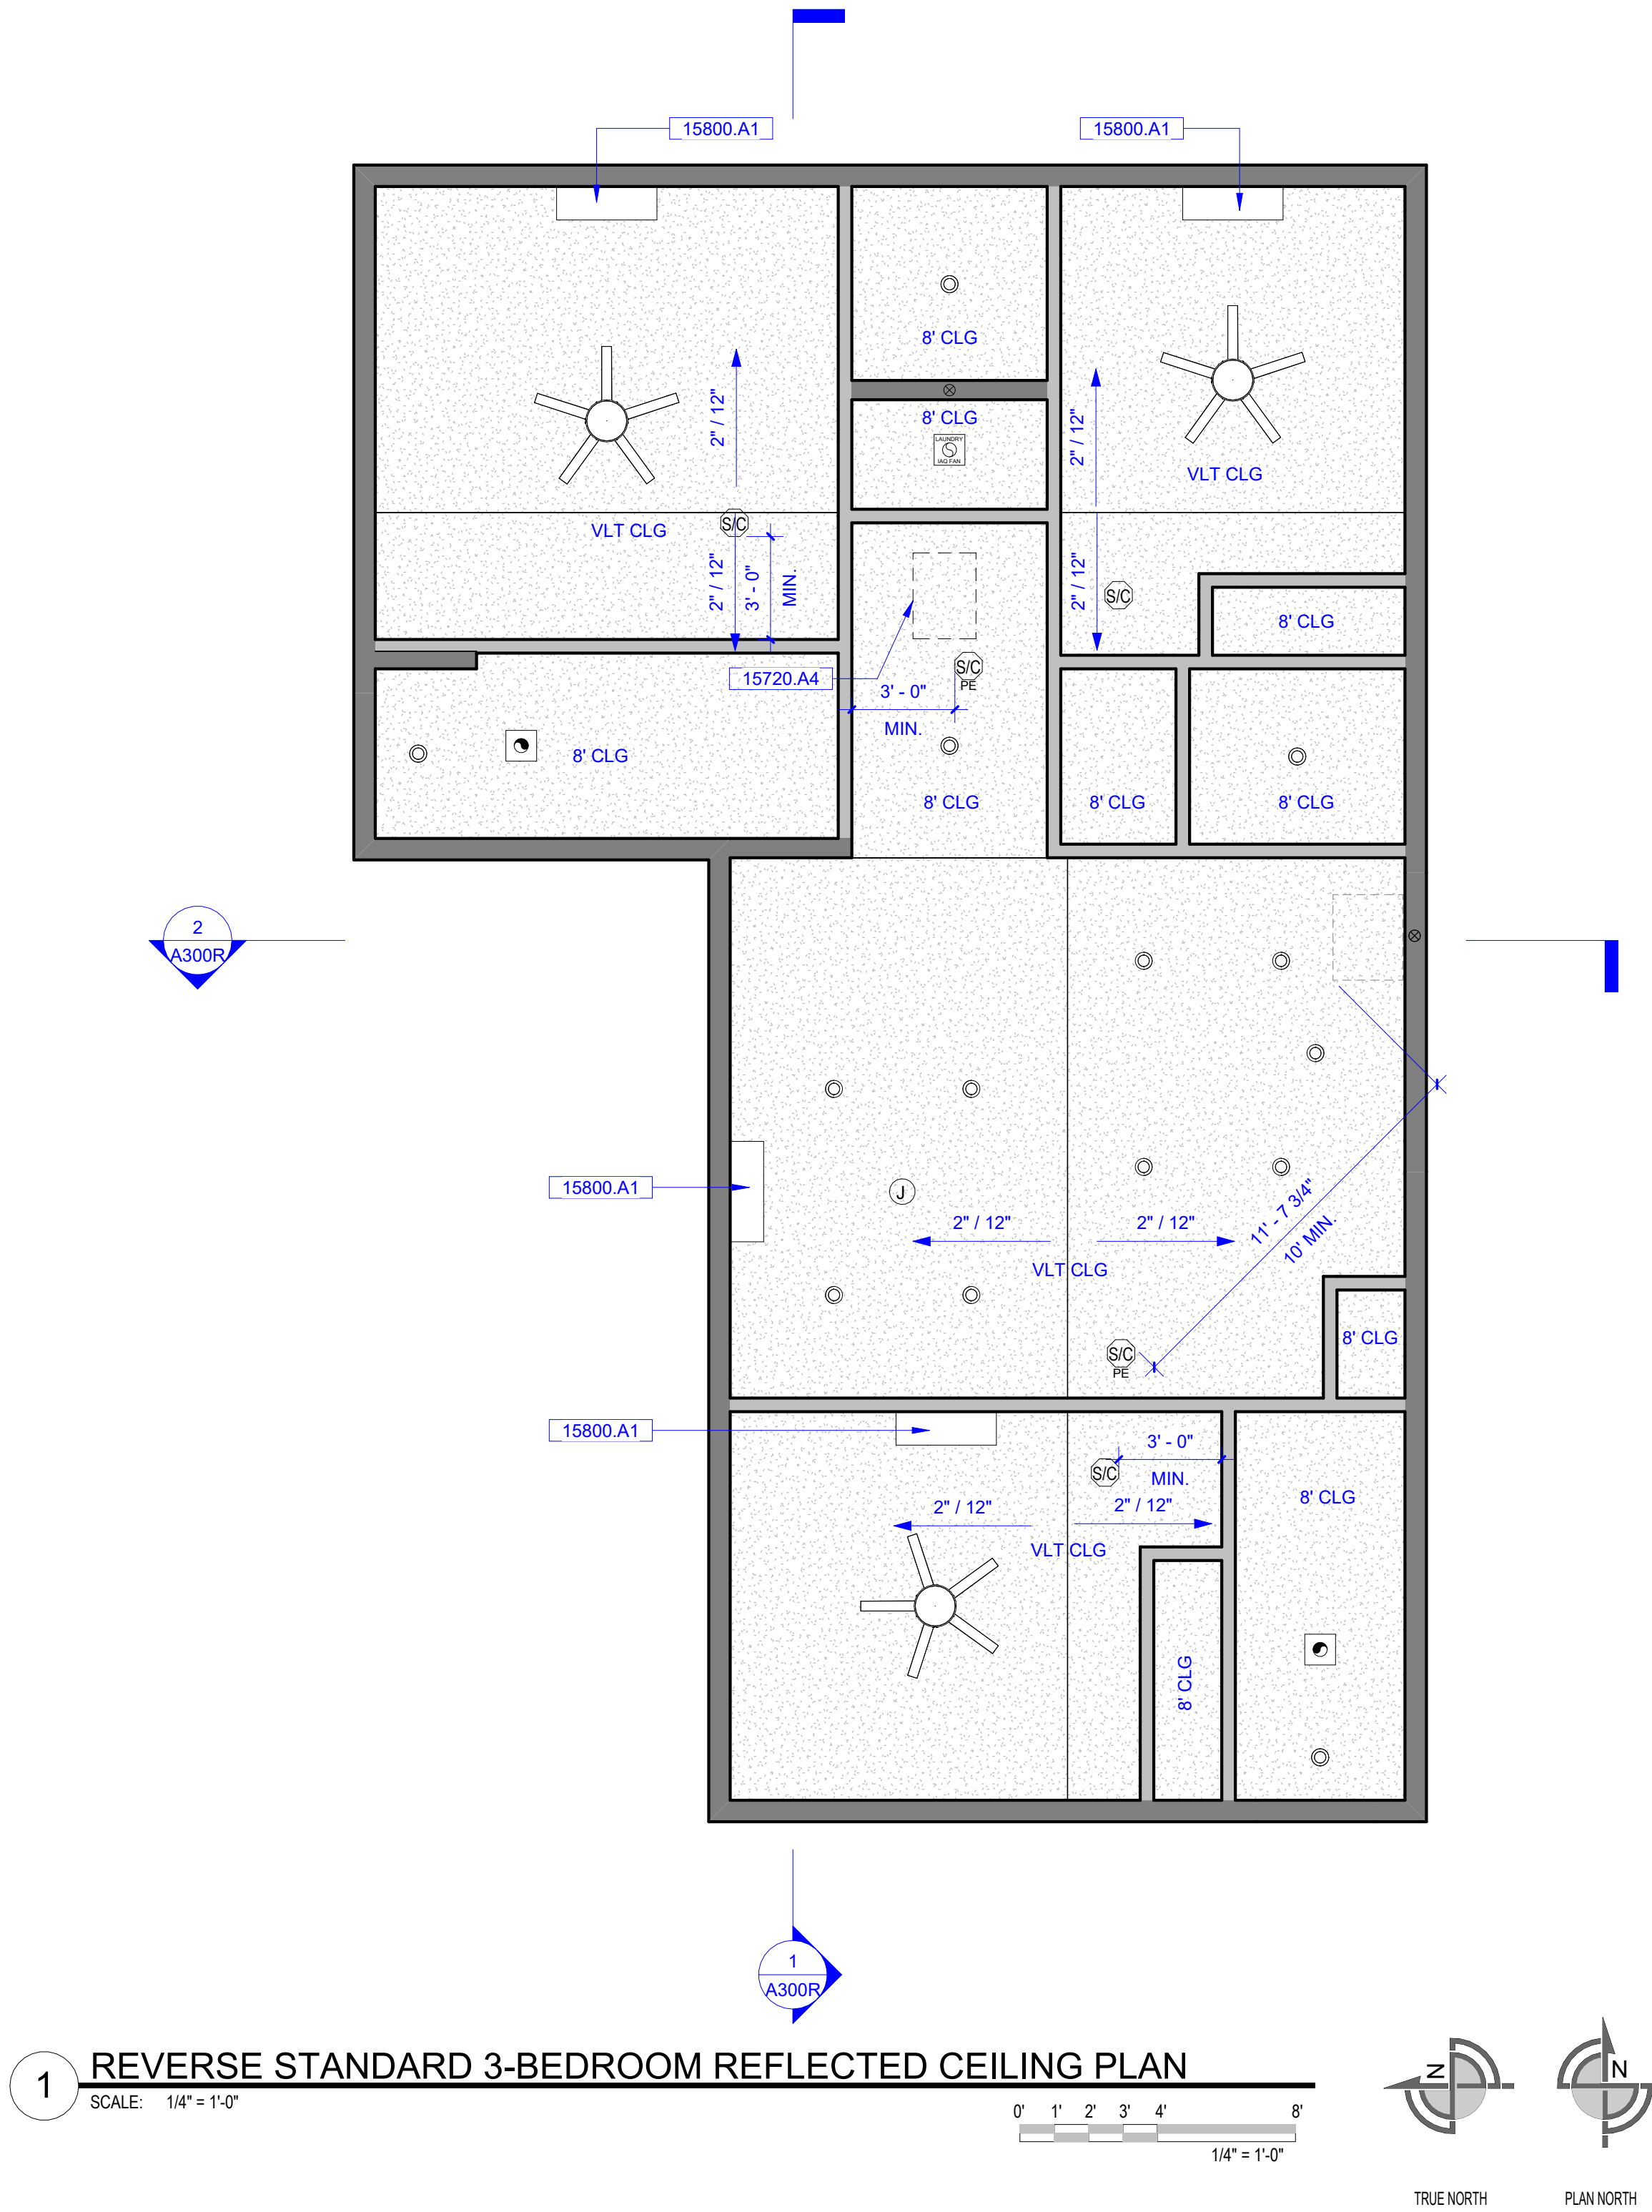 15800.A1
15800.A1
8' CLG
8' CLG
LAUNDRY
IAQ FAN
2" / 12"
2" / 12"
VLT CLG
VLT CLG
S/C
2" / 12"
3' - 0"
MIN.
2" / 12"
S/C
8' CLG
15720.A4
S/C
PE
3' - 0"
MIN.
8' CLG
8' CLG
8' CLG
8' CLG
2
A300R
15800.A1
J
2" / 12"
2" / 12"
VLT CLG
11' - 7 3/4"
10' MIN.
8' CLG
S/C
PE
15800.A1
3' - 0"
MIN.
S/C
2" / 12"
2" / 12"
VLT CLG
8' CLG
8' CLG
1
A300R
1
REVERSE STANDARD 3-BEDROOM REFLECTED CEILING PLAN
SCALE: 1/4" = 1'-0"
0' 1' 2' 3' 4' 8'
1/4" = 1'-0"
N
N
TRUE NORTH
PLAN NORTH